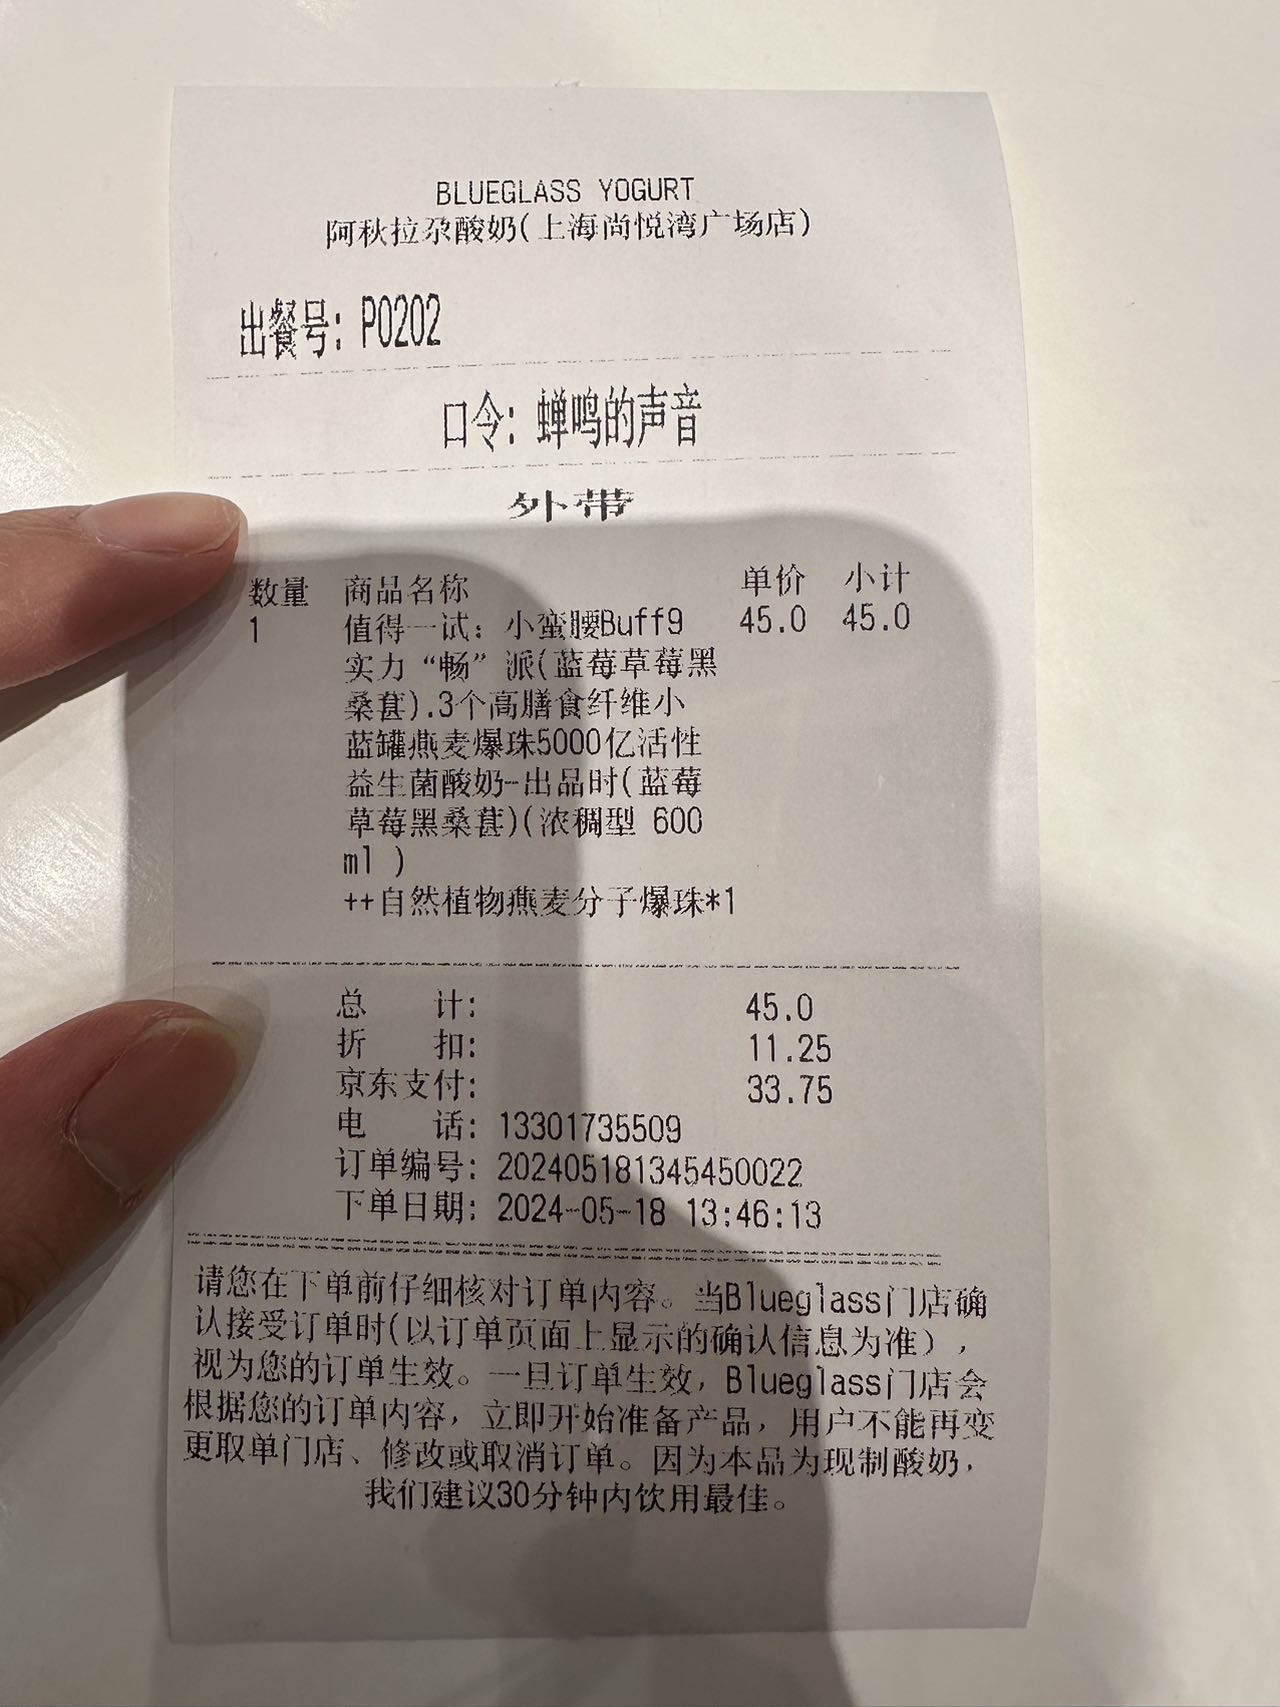 BLUEGLASS YOGURT
阿秋拉尕酸奶(上海尚悦湾广场店)
出餐号: P0202
口令: 蝉鸣的声音
外带
数量 商品名称 单价 小计
1 值得一试: 小蛮腰Buff9 45.0 45.0
实力“畅”派(蓝莓草莓黑
桑葚).3个高膳食纤维小
蓝罐燕麦爆珠5000亿活性
益生菌酸奶-出品时(蓝莓
草莓黑桑葚)(浓稠型 600
ml )
++自然植物燕麦分子爆珠*1
总 计: 45.0
折 扣: 11.25
京东支付: 33.75
电 话: 13301735509
订单编号: 202405181345450022
下单日期: 2024-05-18 13:46:13
请您在下单前仔细核对订单内容。当Blueglass门店确
认接受订单时(以订单页面上显示的确认信息为准),
视为您的订单生效。一旦订单生效, Blueglass门店会
根据您的订单内容, 立即开始准备产品, 用户不能再变
更取单门店、修改或取消订单。因为本品为现制酸奶,
我们建议30分钟内饮用最佳。